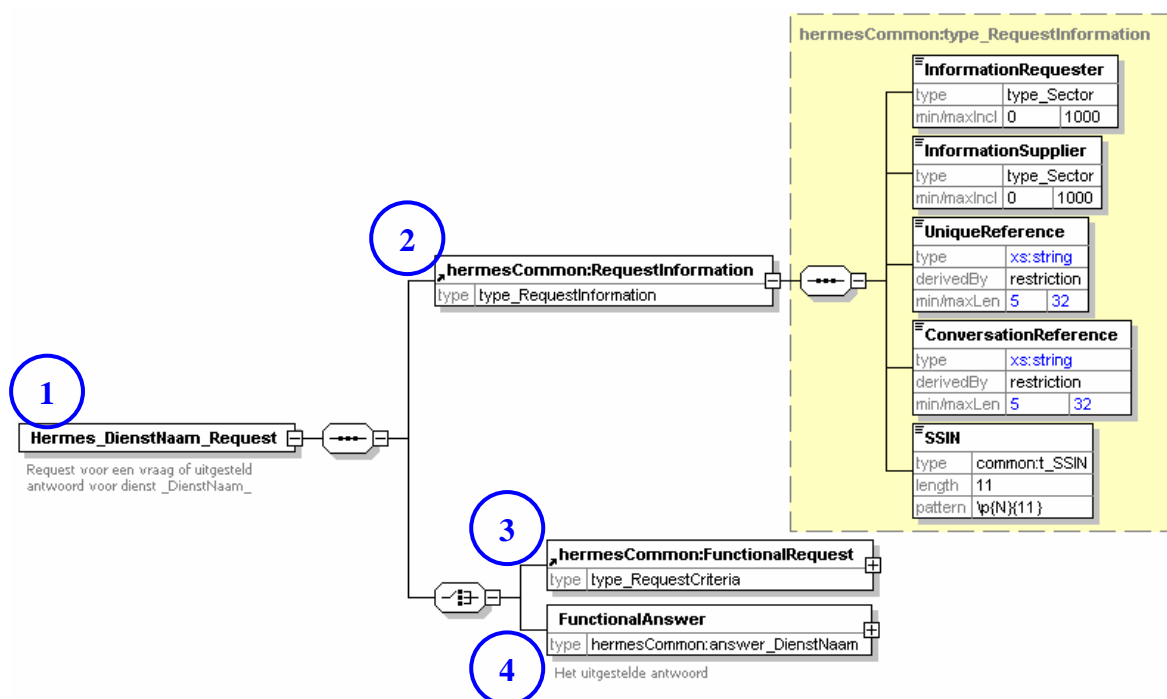 hermesCommon:type_RequestInformation
InformationRequester
type type_Sector
min/maxIncl 0 1000
InformationSupplier
type type_Sector
min/maxIncl 0 1000
UniqueReference
type xs:string
derivedBy restriction
min/maxLen 5 32
ConversationReference
type xs:string
derivedBy restriction
min/maxLen 5 32
SSIN
type common:t_SSIN
length 11
pattern \p{N}{11}
2
hermesCommon:RequestInformation
type type_RequestInformation
1
Hermes_DienstNaam_Request
Request voor een vraag of uitgesteld
antwoord voor dienst _DienstNaam_
3
hermesCommon:FunctionalRequest
type type_RequestCriteria
FunctionalAnswer
type hermesCommon:answer_DienstNaam
4
Het uitgestelde antwoord